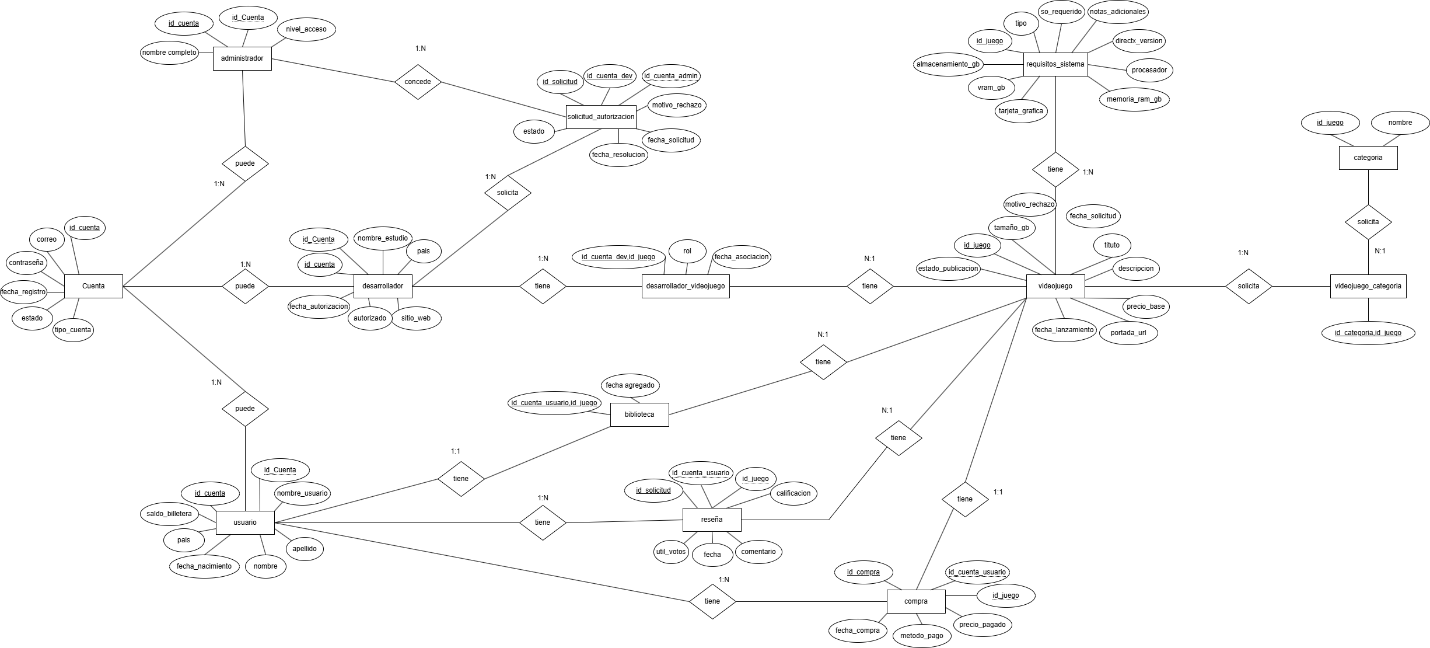 id_cuenta
id_Cuenta
nivel_acceso
nombre completo
administrador
1:N
concede
id_solicitud
id_cuenta_dev
id_cuenta_admin
motivo_rechazo
solicitud_autorizacion
estado
fecha_solicitud
fecha_resolucion
puede
1:N
1:N
solicita
so_requerido
notas_adicionales
tipo
id_juego
directx_version
almacenamiento_gb
requisitos_sistema
procesador
vram_gb
memoria_ram_gb
tarjeta_grafica
tiene
1:N
id_juego
nombre
categoria
solicita
N:1
id_cuenta
correo
contraseña
fecha_registro
Cuenta
estado
tipo_cuenta
1:N
puede
id_Cuenta
nombre_estudio
pais
id_cuenta
desarrollador
fecha_autorizacion
autorizado
sitio_web
1:N
tiene
id_cuenta_dev,id_juego
rol
fecha_asociacion
desarrollador_videojuego
N:1
tiene
motivo_rechazo
fecha_solicitud
tamaño_gb
id_juego
titulo
estado_publicacion
descripcion
videojuego
precio_base
fecha_lanzamiento
portada_url
1:N
solicita
videojuego_categoria
id_categoria,id_juego
1:N
puede
N:1
tiene
fecha agregado
id_cuenta_usuario,id_juego
biblioteca
1:1
tiene
N:1
tiene
id_Cuenta
id_cuenta
nombre_usuario
saldo_billetera
usuario
pais
apellido
fecha_nacimiento
nombre
1:N
tiene
id_cuenta_usuario
id_juego
id_solicitud
calificacion
reseña
util_votos
fecha
comentario
tiene
1:1
1:N
tiene
id_compra
id_cuenta_usuario
id_juego
compra
precio_pagado
fecha_compra
metodo_pago